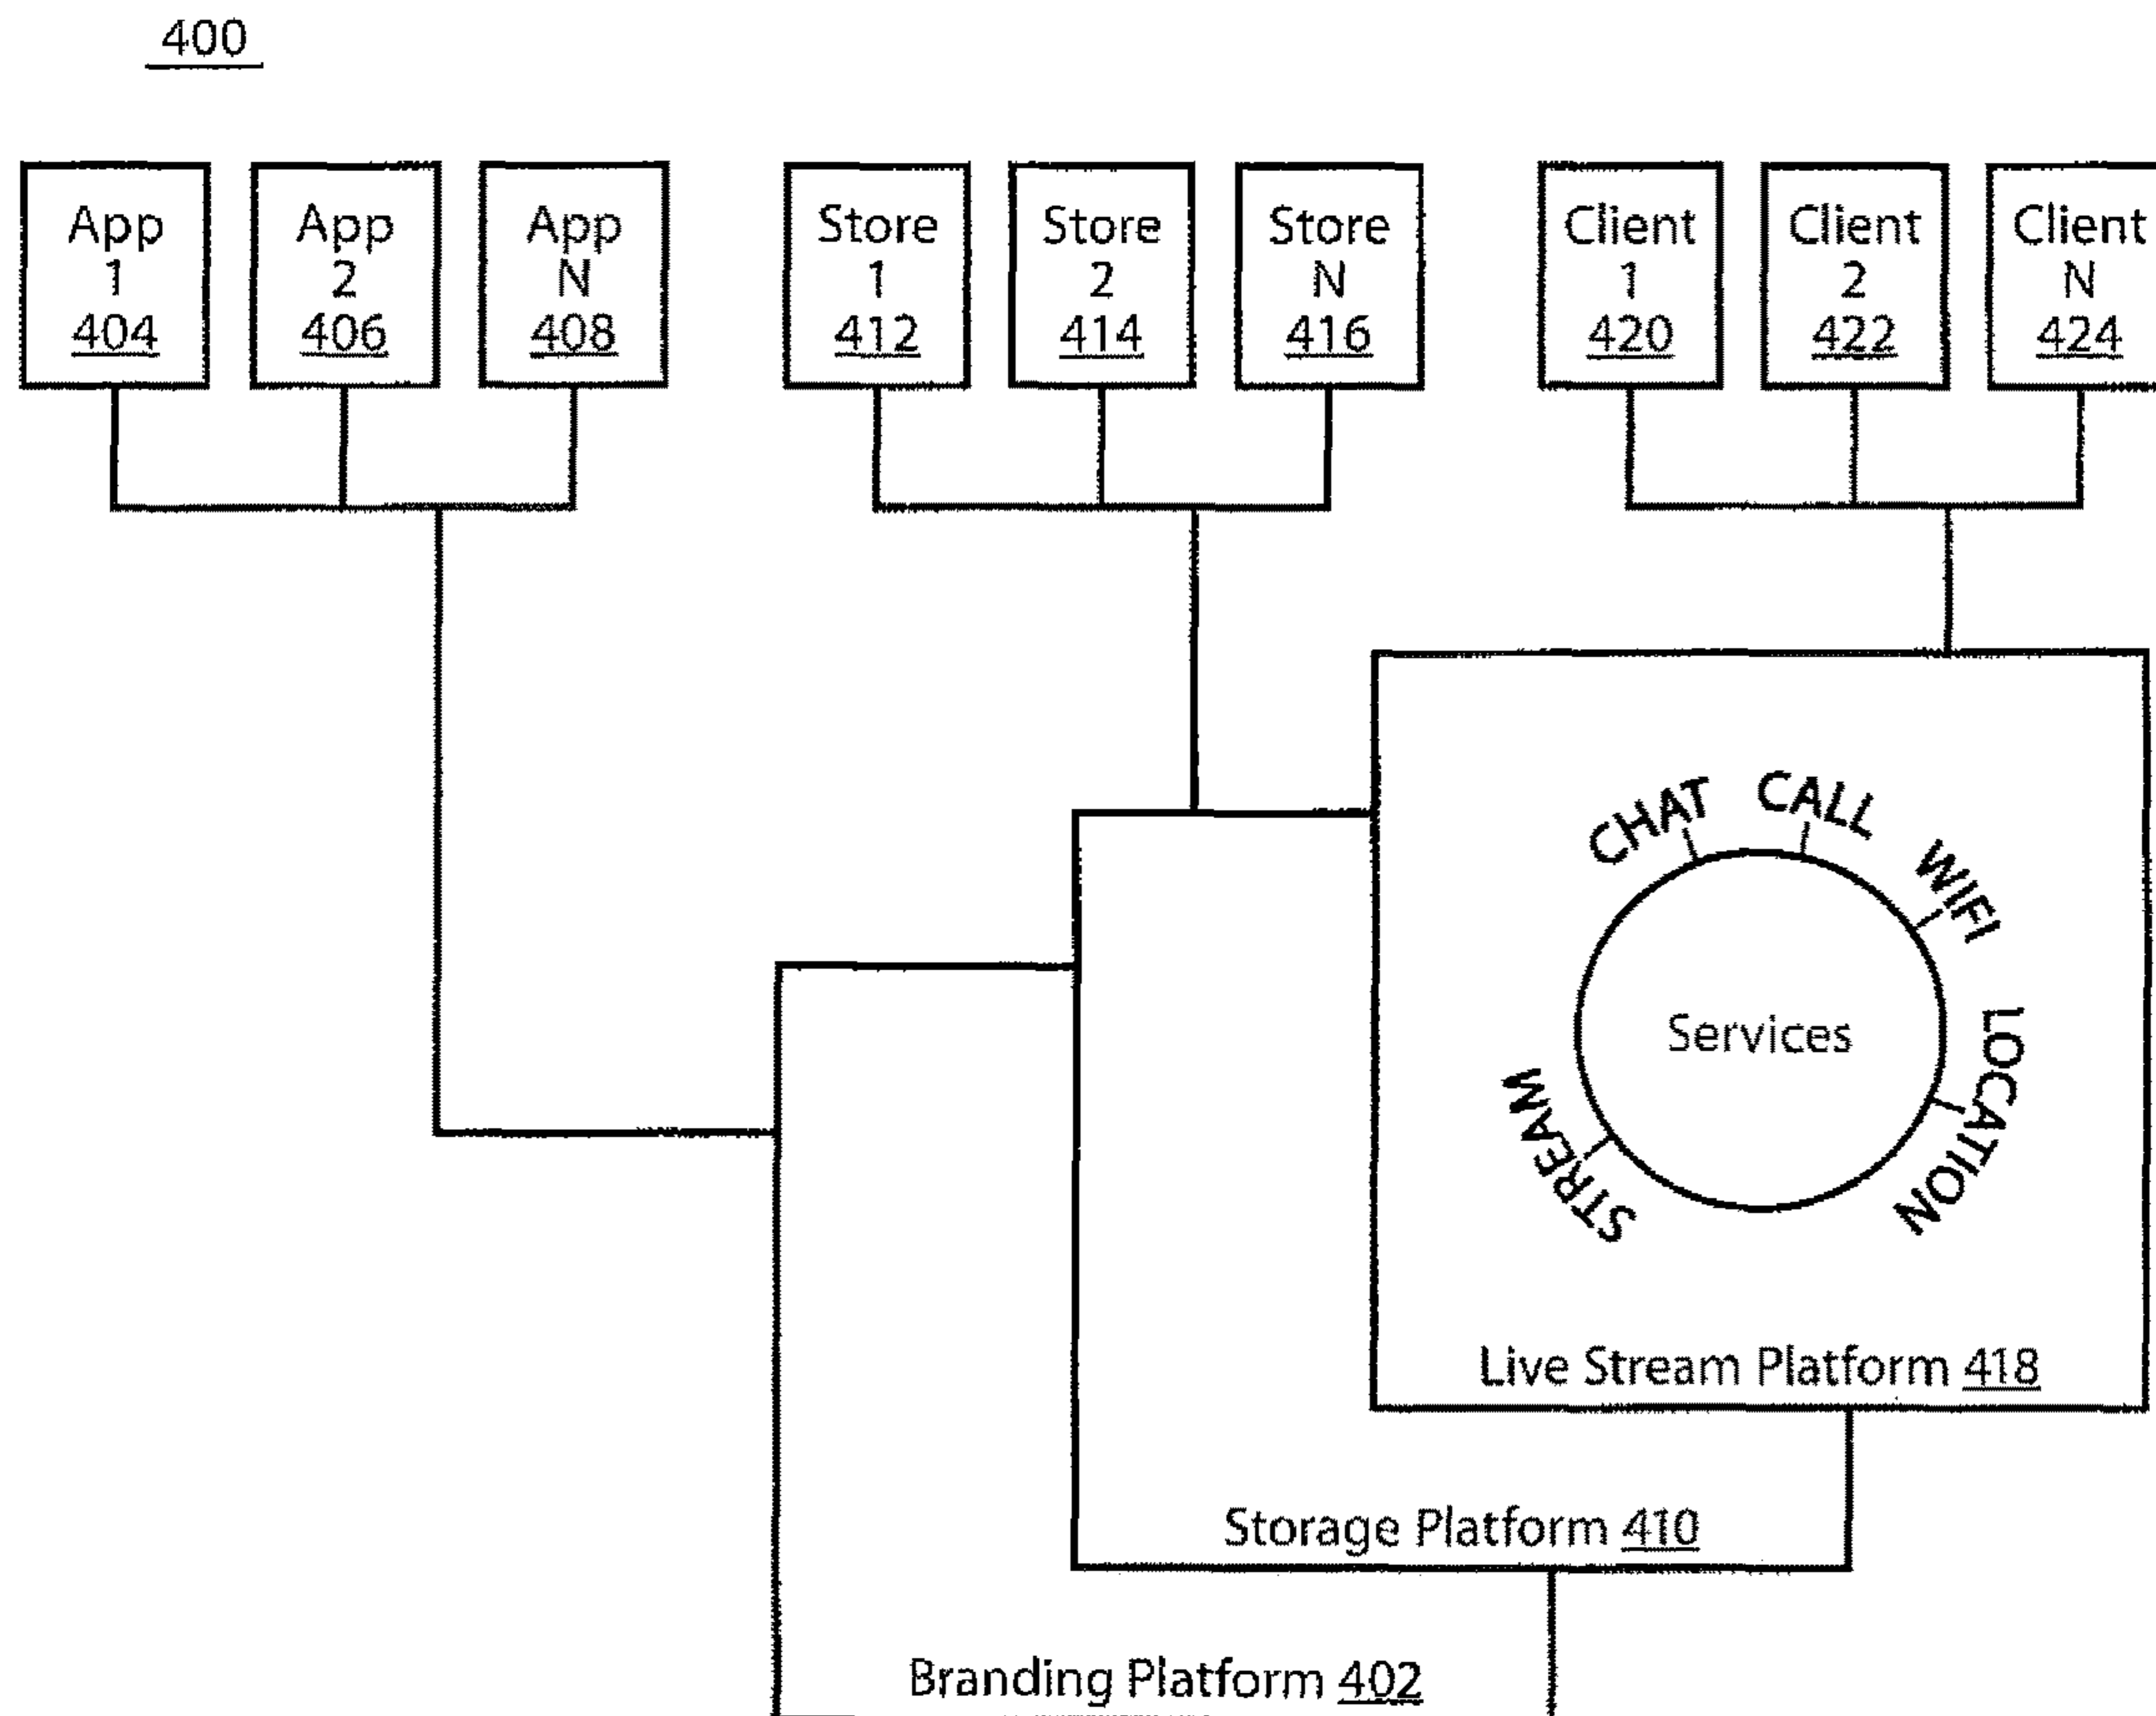 400
App
1
404
App
2
406
App
N
408
Store
1
412
Store
2
414
Store
N
416
Client
1
420
Client
2
422
Client
N
424
CHAT
CALL
WIFI
LOCATION
STREAM
Services
Live Stream Platform 418
Storage Platform 410
Branding Platform 402